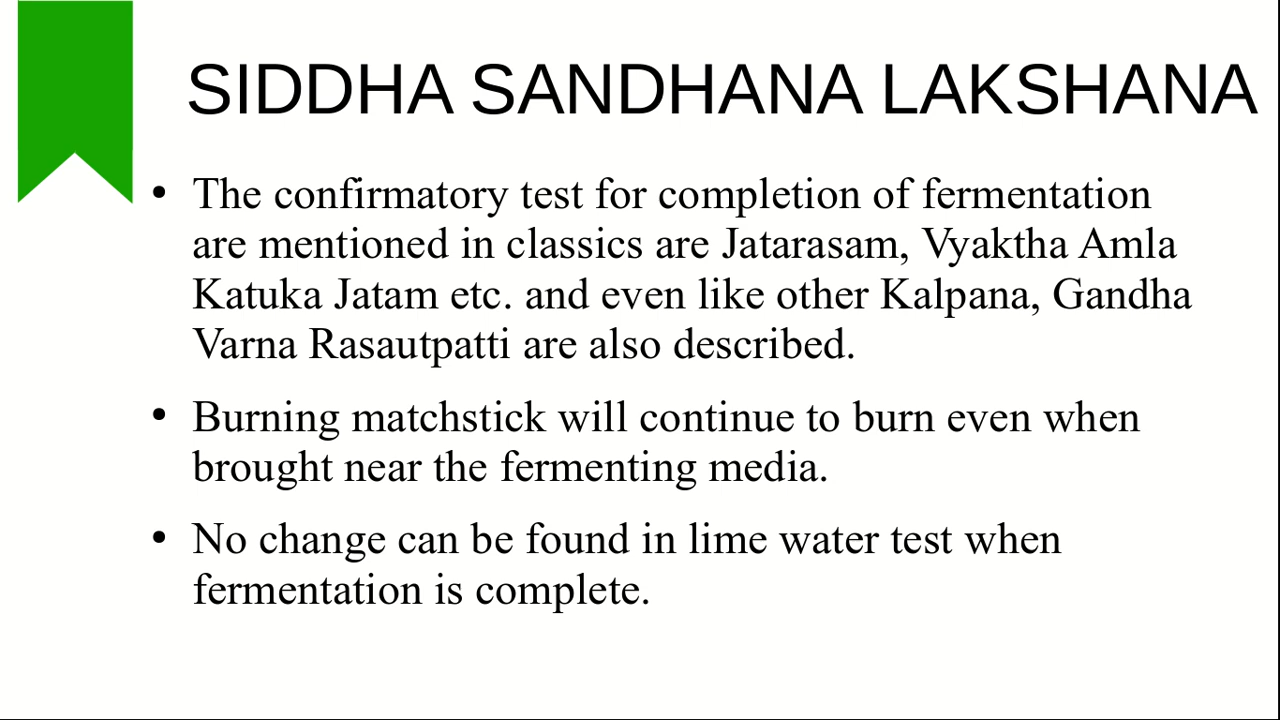 SIDDHA SANDHANA LAKSHANA
• The confirmatory test for completion of fermentation
are mentioned in classics are Jatarasam, Vyaktha Amla
Katuka Jatam etc. and even like other Kalpana, Gandha
Varna Rasautpatti are also described.
• Burning matchstick will continue to burn even when
brought near the fermenting media.
• No change can be found in lime water test when
fermentation is complete.